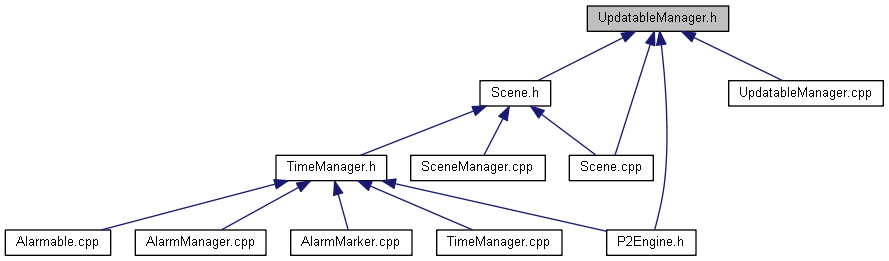 UpdatableManager.h
Scene.h
UpdatableManager.cpp
TimeManager.h
SceneManager.cpp
Scene.cpp
Alarmable.cpp
AlarmManager.cpp
AlarmMarker.cpp
TimeManager.cpp
P2Engine.h